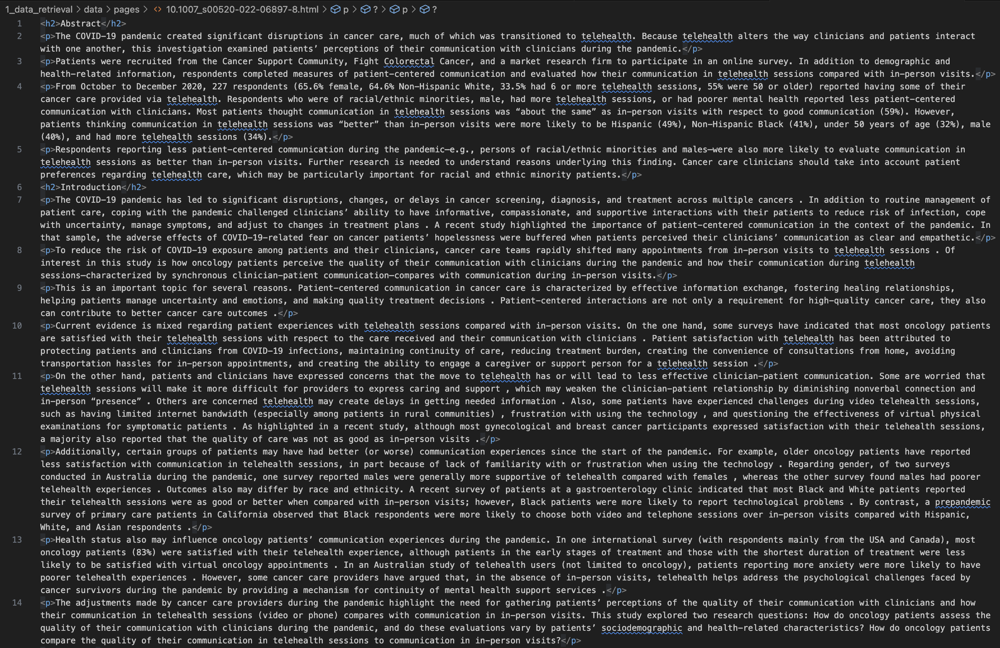 1_data_retrieval > data > pages > <> 10.1007_s00520-022-06897-8.html > p > ? > p > ?
1 <h2>Abstract</h2>
2 <p>The COVID-19 pandemic created significant disruptions in cancer care, much of which was transitioned to telehealth. Because telehealth alters the way clinicians and patients interact
with one another, this investigation examined patients’ perceptions of their communication with clinicians during the pandemic.</p>
3 <p>Patients were recruited from the Cancer Support Community, Fight Colorectal Cancer, and a market research firm to participate in an online survey. In addition to demographic and
health-related information, respondents completed measures of patient-centered communication and evaluated how their communication in telehealth sessions compared with in-person visits.</p>
4 <p>From October to December 2020, 227 respondents (65.6% female, 64.6% Non-Hispanic White, 33.5% had 6 or more telehealth sessions, 55% were 50 or older) reported having some of their
cancer care provided via telehealth. Respondents who were of racial/ethnic minorities, male, had more telehealth sessions, or had poorer mental health reported less patient-centered
communication with clinicians. Most patients thought communication in telehealth sessions was “about the same” as in-person visits with respect to good communication (59%). However,
patients thinking communication in telehealth sessions was “better” than in-person visits were more likely to be Hispanic (49%), Non-Hispanic Black (41%), under 50 years of age (32%), male
(40%), and had more telehealth sessions (34%).</p>
5 <p>Respondents reporting less patient-centered communication during the pandemic—e.g., persons of racial/ethnic minorities and males—were also more likely to evaluate communication in
telehealth sessions as better than in-person visits. Further research is needed to understand reasons underlying this finding. Cancer care clinicians should take into account patient
preferences regarding telehealth care, which may be particularly important for racial and ethnic minority patients.</p>
6 <h2>Introduction</h2>
7 <p>The COVID-19 pandemic has led to significant disruptions, changes, or delays in cancer screening, diagnosis, and treatment across multiple cancers . In addition to routine management of
patient care, coping with the pandemic challenged clinicians’ ability to have informative, compassionate, and supportive interactions with their patients to reduce risk of infection, cope
with uncertainty, manage symptoms, and adjust to changes in treatment plans . A recent study highlighted the importance of patient-centered communication in the context of the pandemic. In
that sample, the adverse effects of COVID-19-related fear on cancer patients’ hopelessness were buffered when patients perceived their clinicians’ communication as clear and empathetic.</p>
8 <p>To reduce the risk of COVID-19 exposure among patients and their clinicians, cancer care teams rapidly shifted many appointments from in-person visits to telehealth sessions . Of
interest in this study is how oncology patients perceive the quality of their communication with clinicians during the pandemic and how their communication during telehealth
sessions—characterized by synchronous clinician-patient communication—compares with communication during in-person visits.</p>
9 <p>This is an important topic for several reasons. Patient-centered communication in cancer care is characterized by effective information exchange, fostering healing relationships,
helping patients manage uncertainty and emotions, and making quality treatment decisions . Patient-centered interactions are not only a requirement for high-quality cancer care, they also
can contribute to better cancer care outcomes .</p>
10 <p>Current evidence is mixed regarding patient experiences with telehealth sessions compared with in-person visits. On the one hand, some surveys have indicated that most oncology patients
are satisfied with their telehealth sessions with respect to the care received and their communication with clinicians . Patient satisfaction with telehealth has been attributed to
protecting patients and clinicians from COVID-19 infections, maintaining continuity of care, reducing treatment burden, creating the convenience of consultations from home, avoiding
transportation hassles for in-person appointments, and creating the ability to engage a caregiver or support person for a telehealth session .</p>
11 <p>On the other hand, patients and clinicians have expressed concerns that the move to telehealth has or will lead to less effective clinician-patient communication. Some are worried that
telehealth sessions will make it more difficult for providers to express caring and support , which may weaken the clinician-patient relationship by diminishing nonverbal connection and
in-person “presence” . Others are concerned telehealth may create delays in getting needed information . Also, some patients have experienced challenges during video telehealth sessions,
such as having limited internet bandwidth (especially among patients in rural communities) , frustration with using the technology , and questioning the effectiveness of virtual physical
examinations for symptomatic patients . As highlighted in a recent study, although most gynecological and breast cancer participants expressed satisfaction with their telehealth sessions,
a majority also reported that the quality of care was not as good as in-person visits .</p>
12 <p>Additionally, certain groups of patients may have had better (or worse) communication experiences since the start of the pandemic. For example, older oncology patients have reported
less satisfaction with communication in telehealth sessions, in part because of lack of familiarity with or frustration when using the technology . Regarding gender, of two surveys
conducted in Australia during the pandemic, one survey reported males were generally more supportive of telehealth compared with females , whereas the other survey found males had poorer
telehealth experiences . Outcomes also may differ by race and ethnicity. A recent survey of patients at a gastroenterology clinic indicated that most Black and White patients reported
their telehealth sessions were as good or better when compared with in-person visits; however, Black patients were more likely to report technological problems . By contrast, a prepandemic
survey of primary care patients in California observed that Black respondents were more likely to choose both video and telephone sessions over in-person visits compared with Hispanic,
White, and Asian respondents .</p>
13 <p>Health status also may influence oncology patients’ communication experiences during the pandemic. In one international survey (with respondents mainly from the USA and Canada), most
oncology patients (83%) were satisfied with their telehealth experience, although patients in the early stages of treatment and those with the shortest duration of treatment were less
likely to be satisfied with virtual oncology appointments . In an Australian study of telehealth users (not limited to oncology), patients reporting more anxiety were more likely to have
poorer telehealth experiences . However, some cancer care providers have argued that, in the absence of in-person visits, telehealth helps address the psychological challenges faced by
cancer survivors during the pandemic by providing a mechanism for continuity of mental health support services .</p>
14 <p>The adjustments made by cancer care providers during the pandemic highlight the need for gathering patients’ perceptions of the quality of their communication with clinicians and how
their communication in telehealth sessions (video or phone) compares with communication in in-person visits. This study explored two research questions: How do oncology patients assess the
quality of their communication with clinicians during the pandemic, and do these evaluations vary by patients’ sociodemographic and health-related characteristics? How do oncology patients
compare the quality of their communication in telehealth sessions to communication in in-person visits?</p>